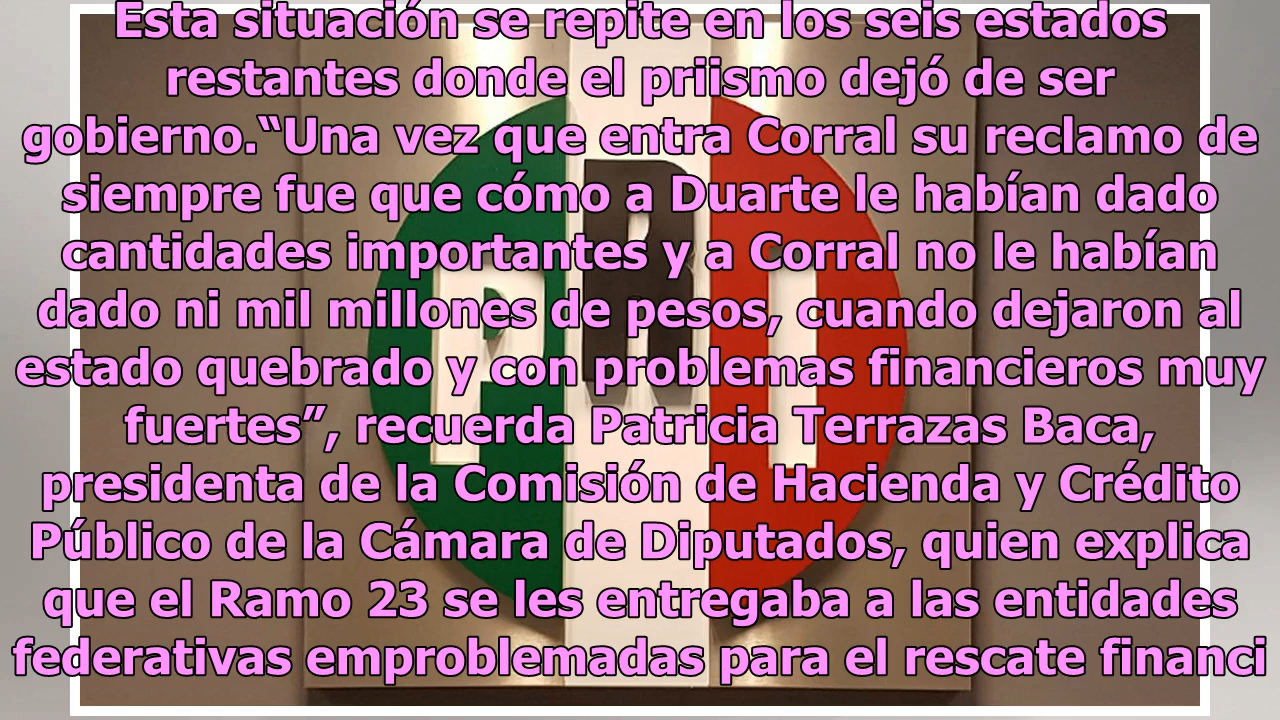 Esta situación se repite en los seis estados
restantes donde el priismo dejó de ser
gobierno.“Una vez que entra Corral su reclamo de
siempre fue que cómo a Duarte le habían dado
cantidades importantes y a Corral no le habían
dado ni mil millones de pesos, cuando dejaron al
estado quebrado y con problemas financieros muy
fuertes”, recuerda Patricia Terrazas Baca,
presidenta de la Comisión de Hacienda y Crédito
Público de la Cámara de Diputados, quien explica
que el Ramo 23 se les entregaba a las entidades
federativas emproblemadas para el rescate financi
PRI